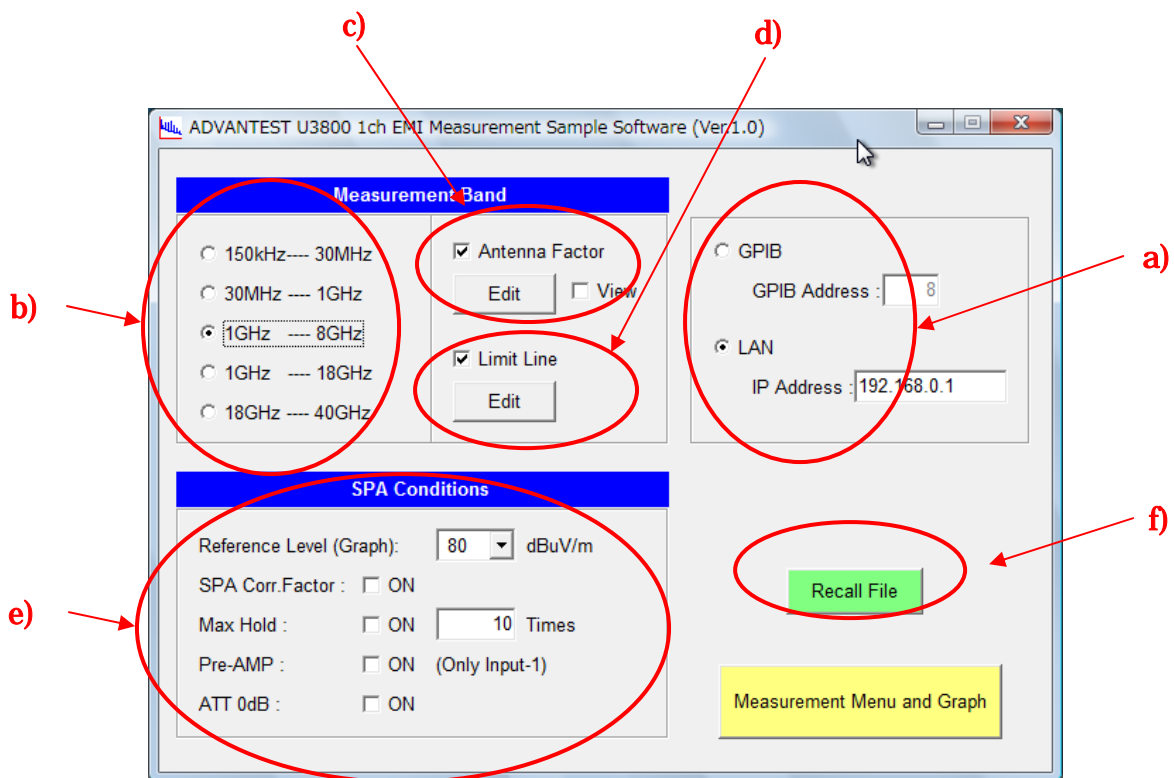 c)
d)
ADVANTEST U3800 1ch EMI Measurement Sample Software (Ver.1.0)
Measurement Band
150kHz---- 30MHz
30MHz ---- 1GHz
1GHz ---- 8GHz
1GHz ---- 18GHz
18GHz ---- 40GHz
Antenna Factor
Edit View
Limit Line
Edit
GPIB
GPIB Address : 8
LAN
IP Address : 192.168.0.1
a)
b)
SPA Conditions
Reference Level (Graph): 80 dBuV/m
SPA Corr.Factor : ON
Max Hold : ON 10 Times
Pre-AMP : ON (Only Input-1)
ATT 0dB : ON
e)
Recall File
f)
Measurement Menu and Graph